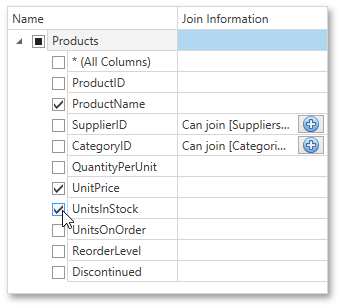 Name Join Information
Products
* (All Columns)
ProductID
ProductName
SupplierID Can join [Suppliers...
CategoryID Can join [Categori...
QuantityPerUnit
UnitPrice
UnitsInStock
UnitsOnOrder
ReorderLevel
Discontinued